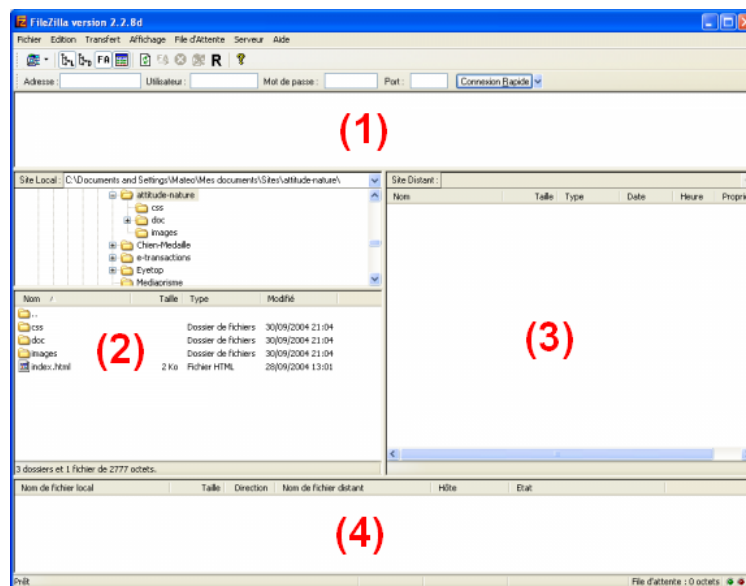 FileZilla version 2.2.8d
Fichier Edition Transfert Affichage File d'Attente Serveur Aide
FA R ?
Adresse : Utilisateur : Mot de passe : Port : Connexion Rapide
(1)
Site Local : C:\Documents and Settings\Mateo\Mes documents\Sites\attitude-nature\
attitude-nature
css
doc
images
Chien-Medaille
e-transactions
Eyetop
Mediaprisme
Nom Taille Type Modifié
..
css Dossier de fichiers 30/09/2004 21:04
doc Dossier de fichiers 30/09/2004 21:04
images Dossier de fichiers 30/09/2004 21:04
index.html 2 Ko Fichier HTML 28/09/2004 13:01
(2)
3 dossiers et 1 fichier de 2777 octets.
Site Distant :
Nom Taille Type Date Heure Proprié
(3)
Nom de fichier local Taille Direction Nom de fichier distant Hôte Etat
(4)
Prêt File d'attente : 0 octets